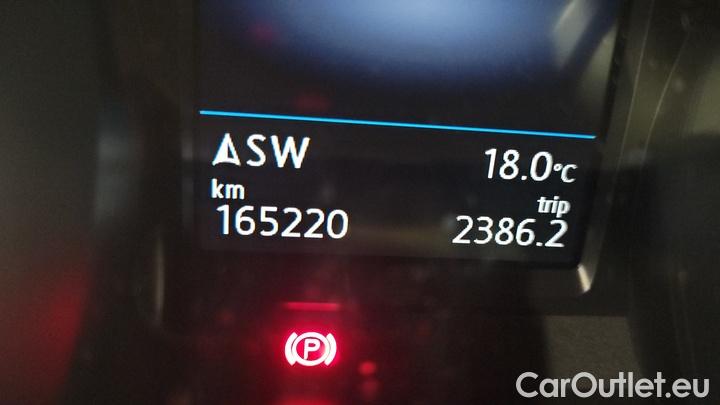 SW 18.0°C
km trip
165220 2386.2
P
CarOutlet.eu